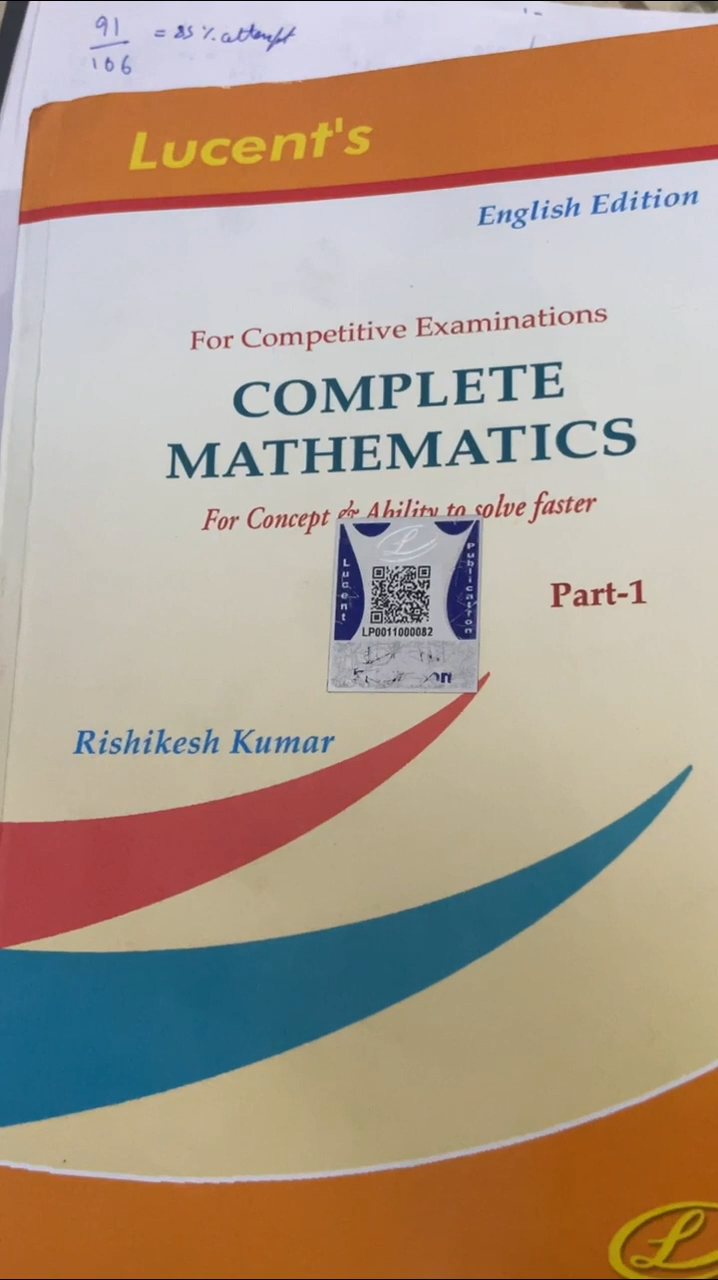 91
= 85 % attempt
106
Lucent's
English Edition
For Competitive Examinations
COMPLETE
MATHEMATICS
For Concept & Ability to solve faster
Lucent
Publication
LP0011000082
Part-1
Rishikesh Kumar
L